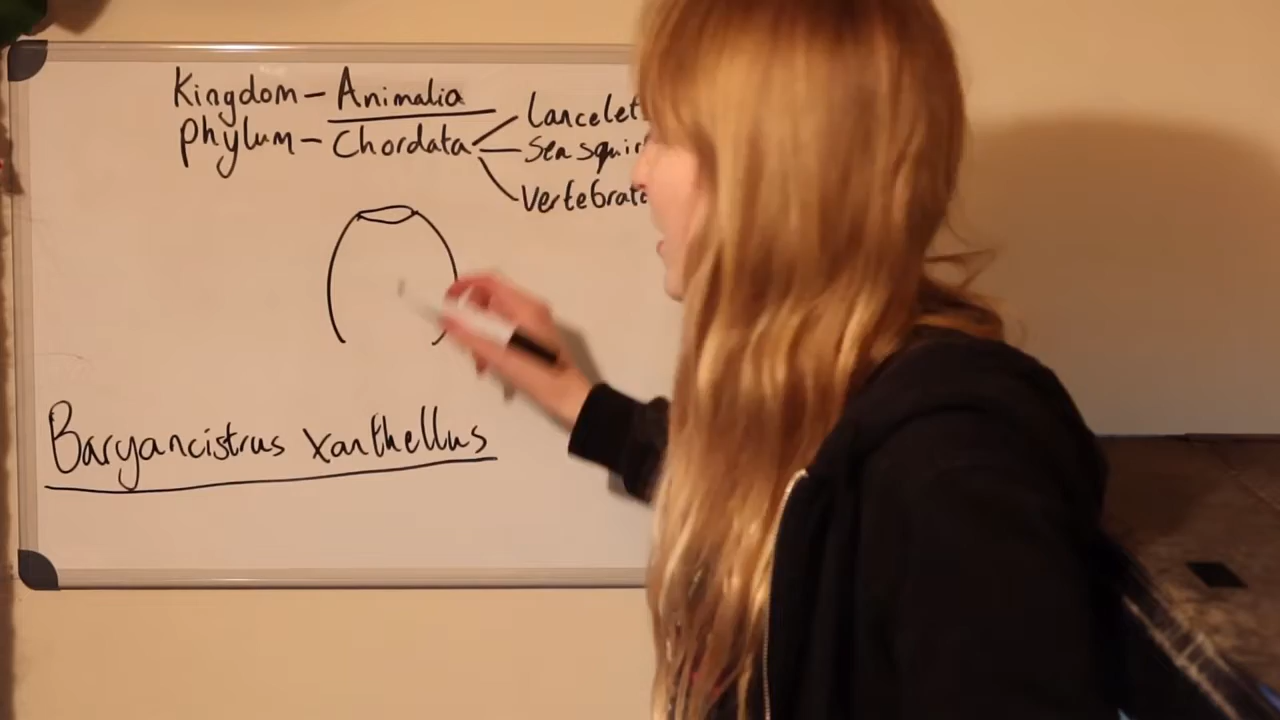 Kingdom – Animalia
Phylum – Chordata
Lancelet
Sea squir
Vertebrat
Baryancistrus xanthellus